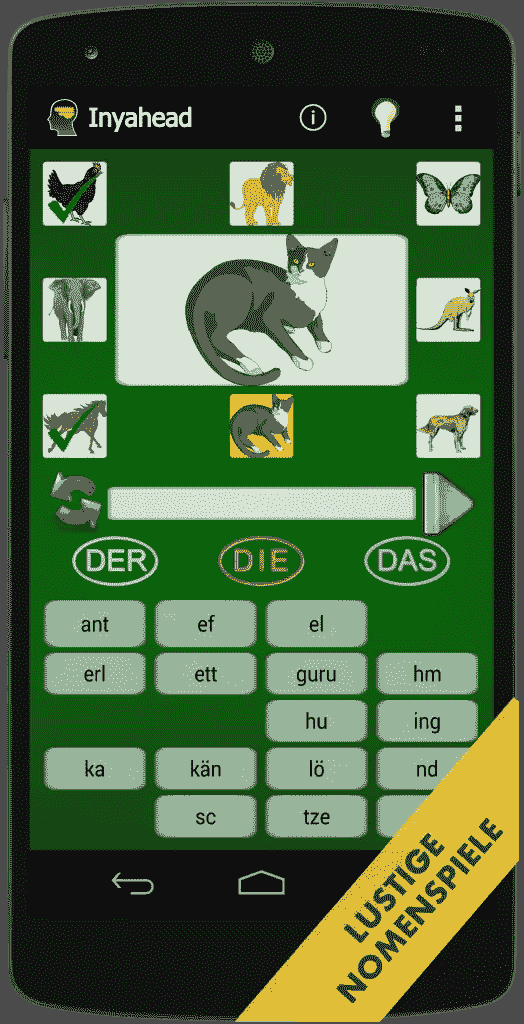 Inyahead
DER DIE DAS
ant ef el
erl ett guru hm
hu ing
ka kän lö nd
sc tze
LUSTIGE
NOMENSPIELE